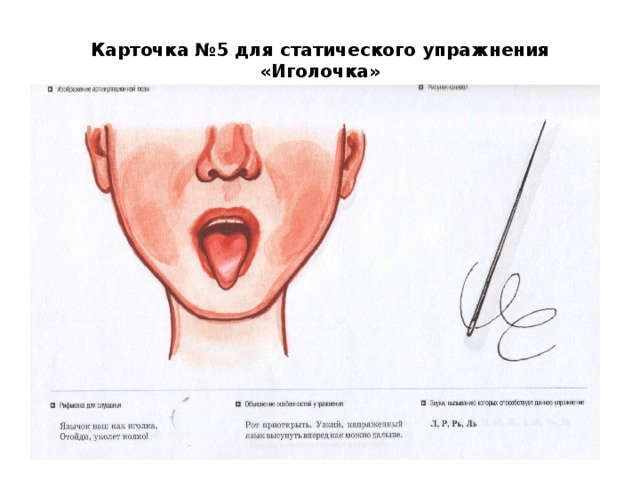 Карточка №5 для статического упражнения
«Иголочка»
Изображение артикуляционной позы
Рисунок-символ
Рифмовка для слушанья
Язычок наш как иголка,
Отойди, уколет колко!
Объяснение особенностей упражнения
Рот приоткрыть. Узкий, напряженный
язык высунуть вперед как можно дальше.
Звуки, вызывание которых способствует данное упражнение
Л, Р, Рь, Ль